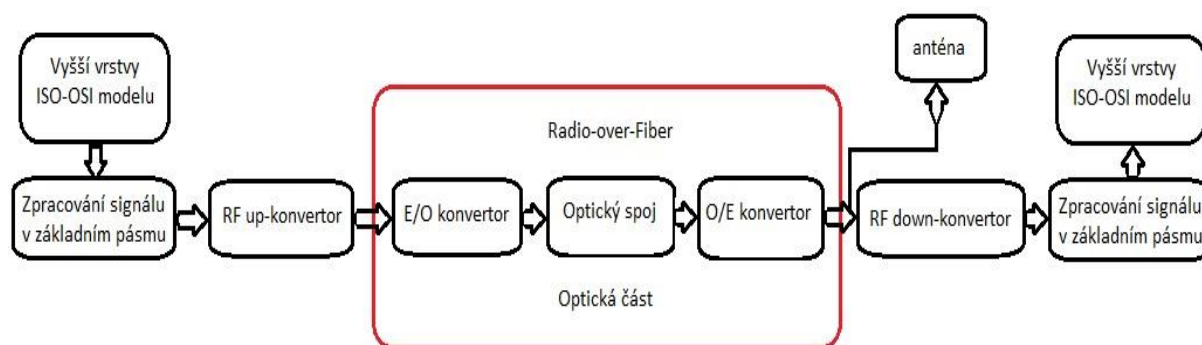 Vyšší vrstvy
ISO-OSI modelu
Zpracování signálu
v základním pásmu
RF up-konvertor
Radio-over-Fiber
E/O konvertor
Optický spoj
O/E konvertor
Optická část
anténa
RF down-konvertor
Vyšší vrstvy
ISO-OSI modelu
Zpracování signálu
v základním pásmu